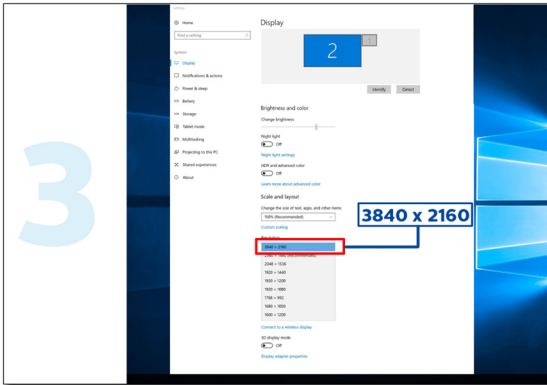 Settings
Home
Display
Find a setting
System
Display
Notifications & actions
Power & sleep
Battery
Storage
Tablet mode
Multitasking
Projecting to this PC
Shared experiences
About
2
1
Identify
Detect
Brightness and color
Change brightness
Night light
Off
Night light settings
HDR and advanced color
Off
Learn more about advanced color
Scale and layout
Change the size of text, apps, and other items
100% (Recommended)
Custom scaling
Resolution
3840 × 2160
(Recommended)
2048 × 1536
1920 × 1440
1920 × 1200
1920 × 1080
1768 × 992
1680 × 1050
1600 × 1200
Connect to a wireless display
3D display mode
Off
Display adapter properties
3840 x 2160
3